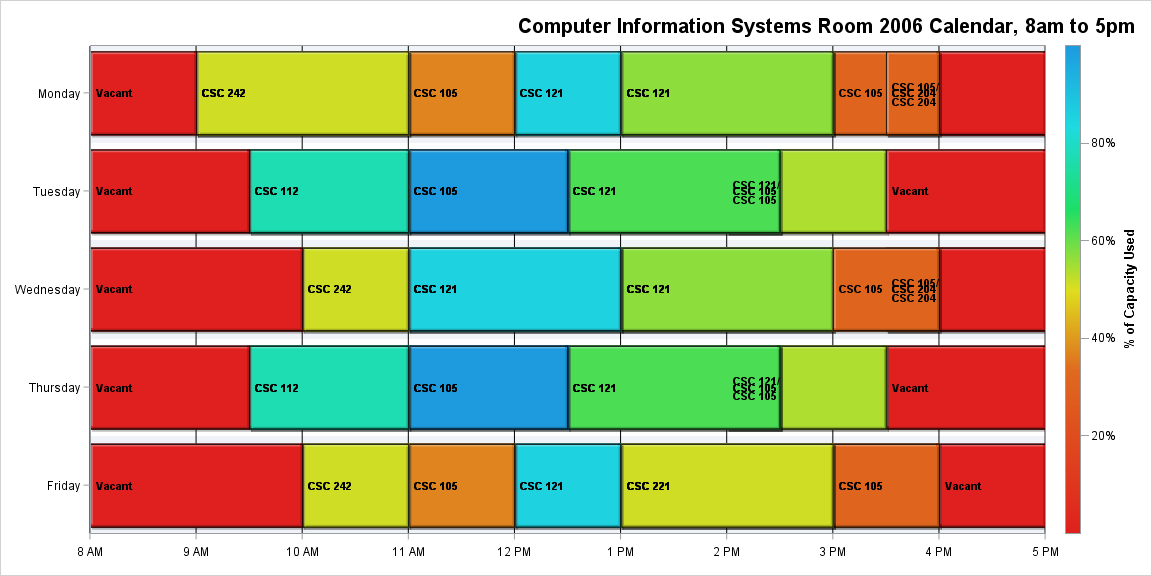 Computer Information Systems Room 2006 Calendar, 8am to 5pm
Monday
Vacant
CSC 242
CSC 105
CSC 121
CSC 121
CSC 105
CSC 105/
CSC 204
CSC 204
Tuesday
Vacant
CSC 112
CSC 105
CSC 121
CSC 121/
CSC 105
CSC 105
Vacant
Wednesday
Vacant
CSC 242
CSC 121
CSC 121
CSC 105
CSC 105/
CSC 204
CSC 204
Thursday
Vacant
CSC 112
CSC 105
CSC 121
CSC 121/
CSC 105
CSC 105
Vacant
Friday
Vacant
CSC 242
CSC 105
CSC 121
CSC 221
CSC 105
Vacant
8 AM
9 AM
10 AM
11 AM
12 PM
1 PM
2 PM
3 PM
4 PM
5 PM
80%
60%
40%
20%
% of Capacity Used